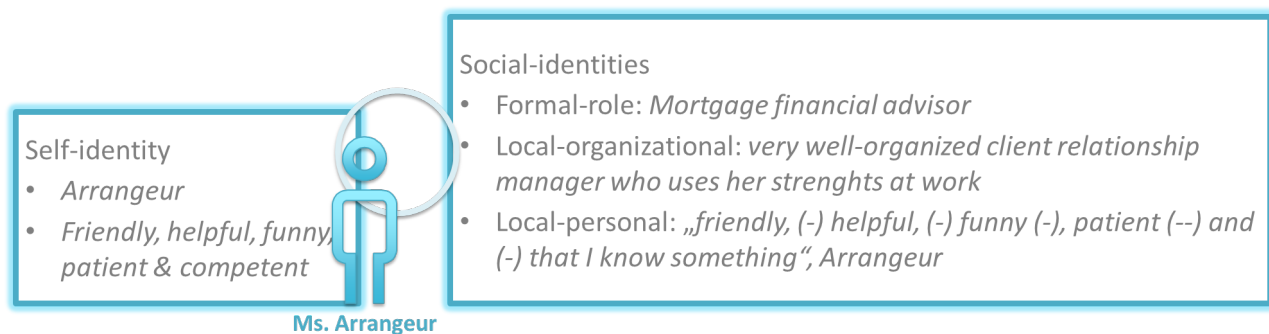 Self-identity
• Arrangeur
• Friendly, helpful, funny,
patient & competent
Social-identities
• Formal-role: Mortgage financial advisor
• Local-organizational: very well-organized client relationship
manager who uses her strenghts at work
• Local-personal: „friendly, (-) helpful, (-) funny (-), patient (--) and
(-) that I know something“, Arrangeur
Ms. Arrangeur